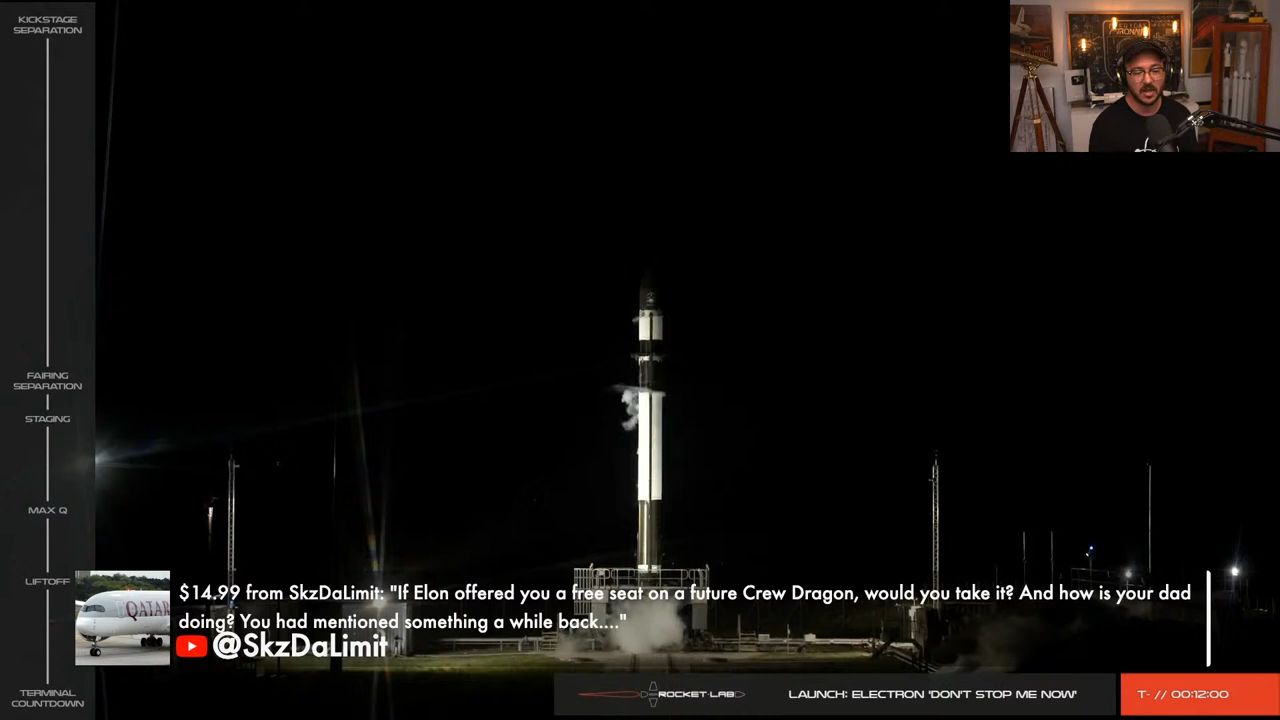 KICKSTAGE
SEPARATION
FAIRING
SEPARATION
STAGING
MAX Q
LIFTOFF
QATAR
$14.99 from SkzDaLimit: "If Elon offered you a free seat on a future Crew Dragon, would you take it? And how is your dad
doing? You had mentioned something a while back...."
@SkzDaLimit
TERMINAL
COUNTDOWN
ROCKET LAB
LAUNCH: ELECTRON 'DON'T STOP ME NOW'
T- // 00:12:00